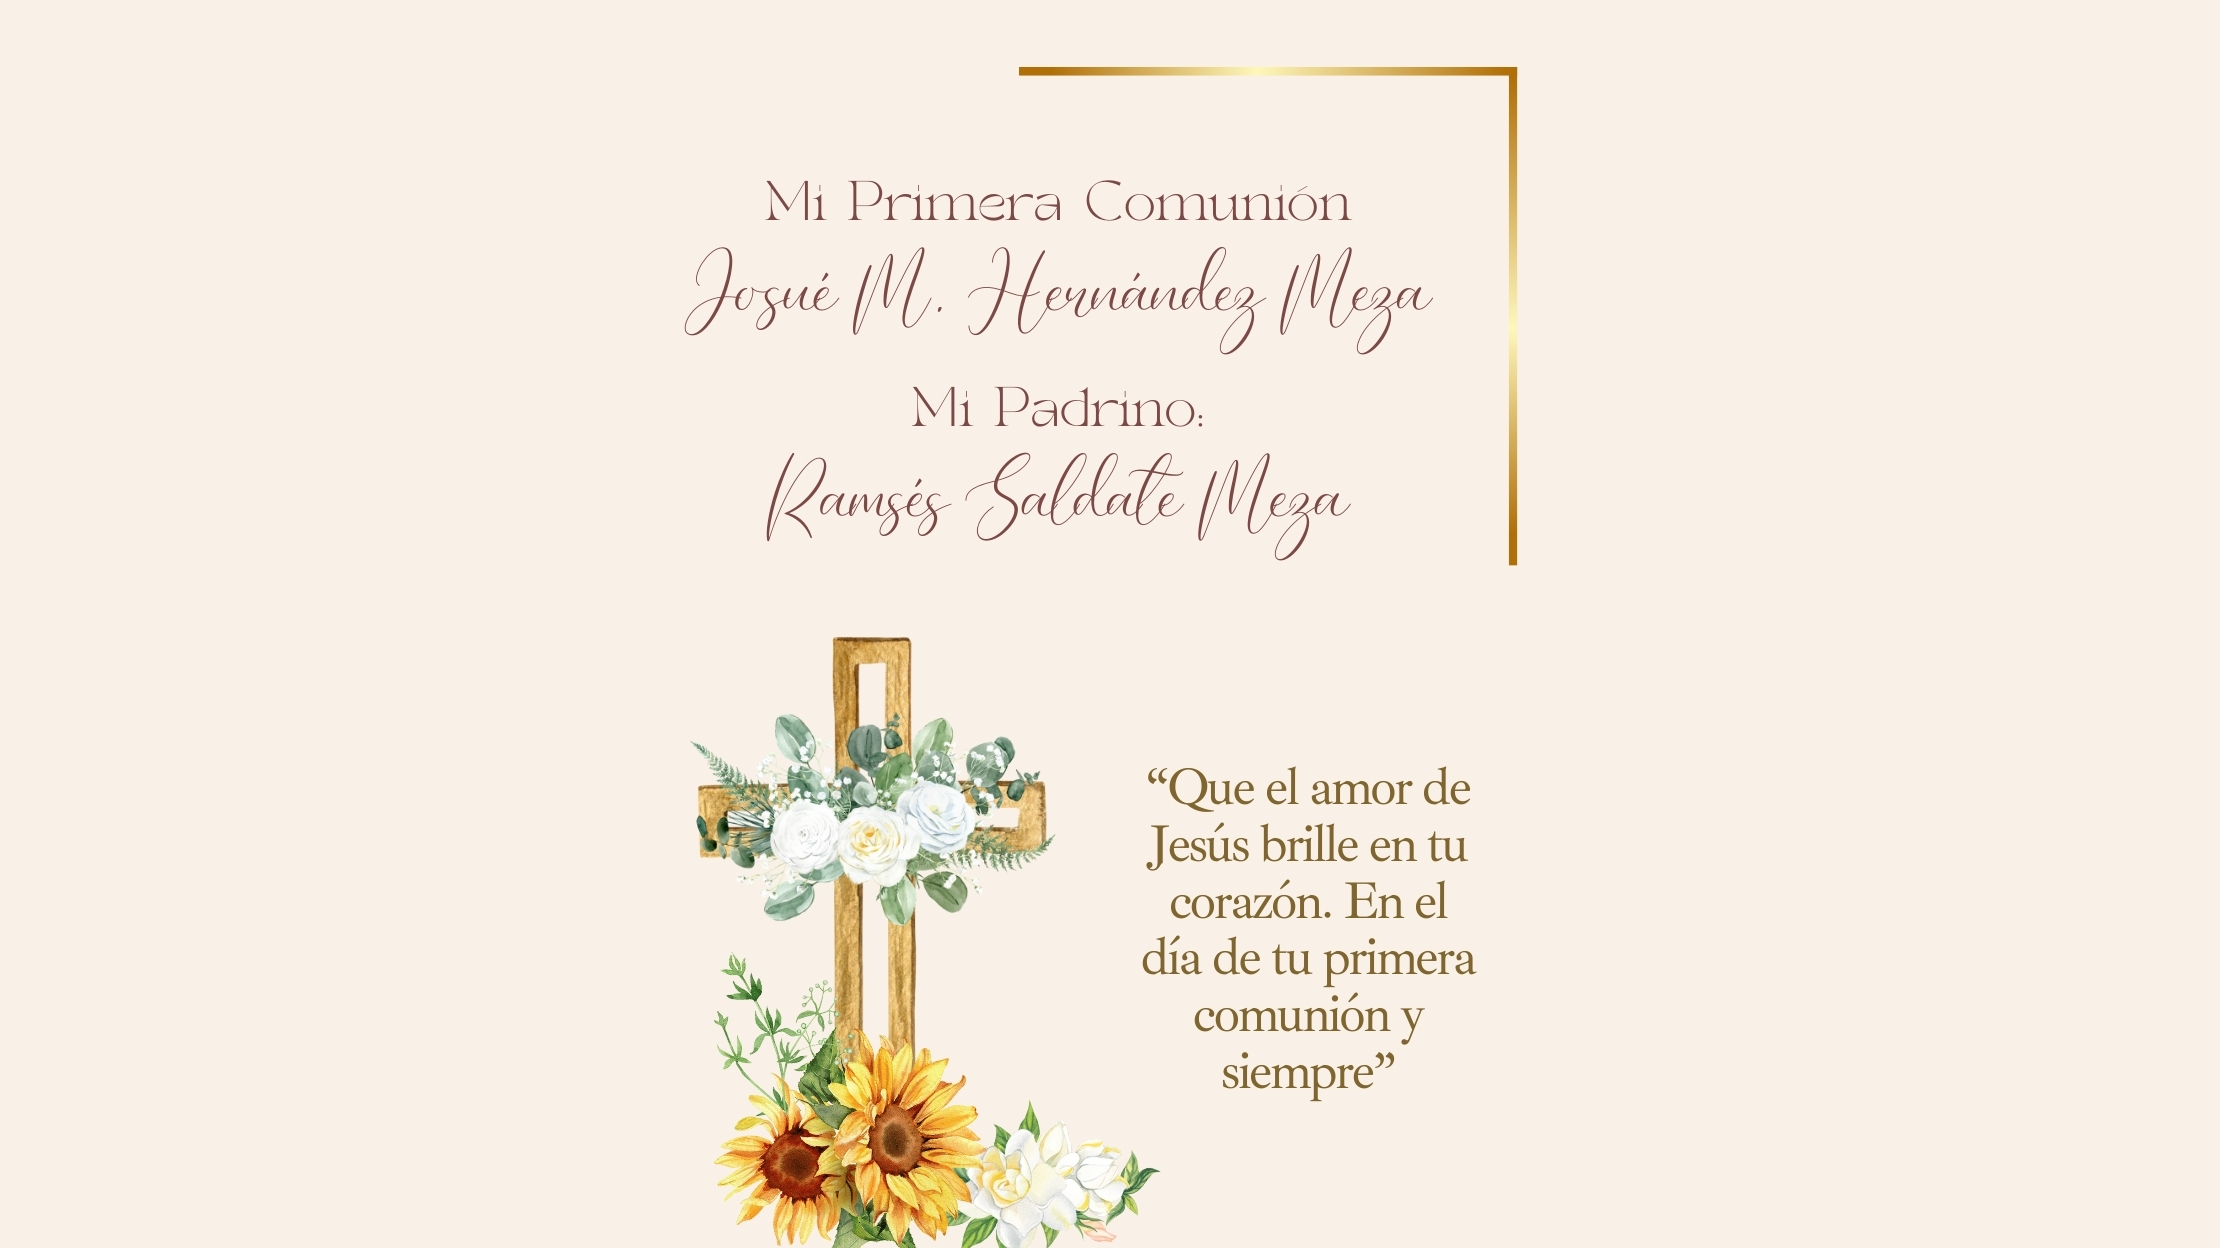 Mi Primera Comunión
Josué M. Hernández Meza
Mi Padrino:
Ramsés Saldate Meza
“Que el amor de
Jesús brille en tu
corazón. En el
día de tu primera
comunión y
siempre”